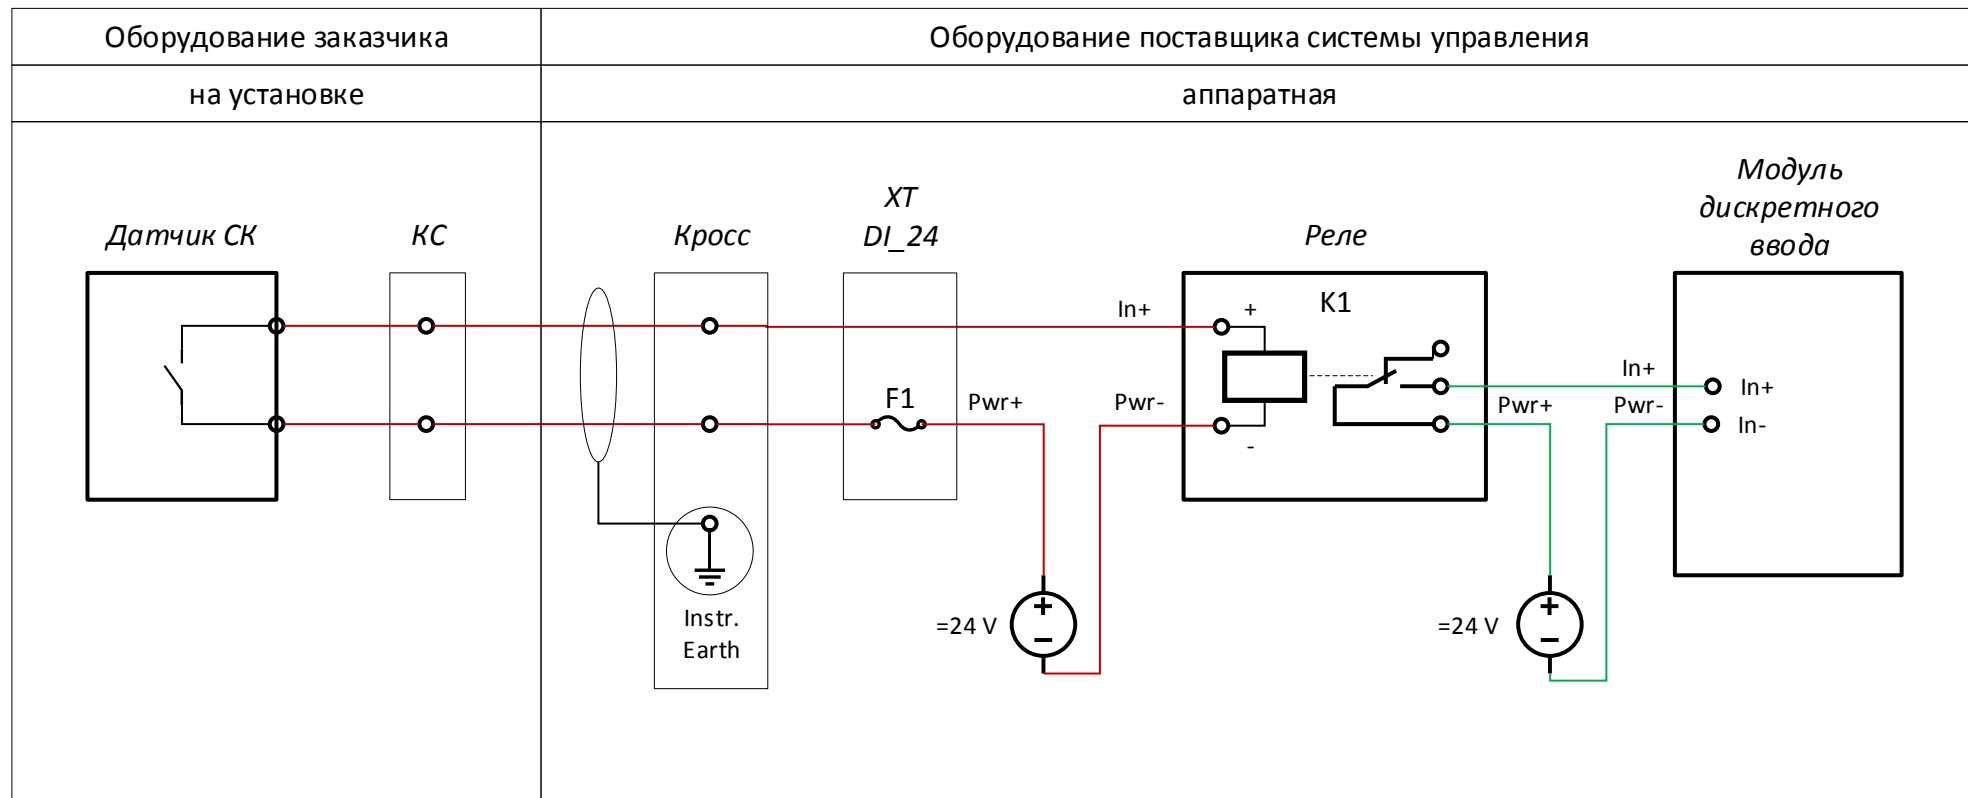 Оборудование заказчика
Оборудование поставщика системы управления
на установке
аппаратная
Датчик СК
КС
Кросс
XT
DI_24
Реле
Модуль
дискретного
ввода
In+
+
K1
F1
Pwr+
Pwr-
-
In+
Pwr+
Pwr-
In+
In-
Instr.
Earth
=24 V
+
–
=24 V
+
–